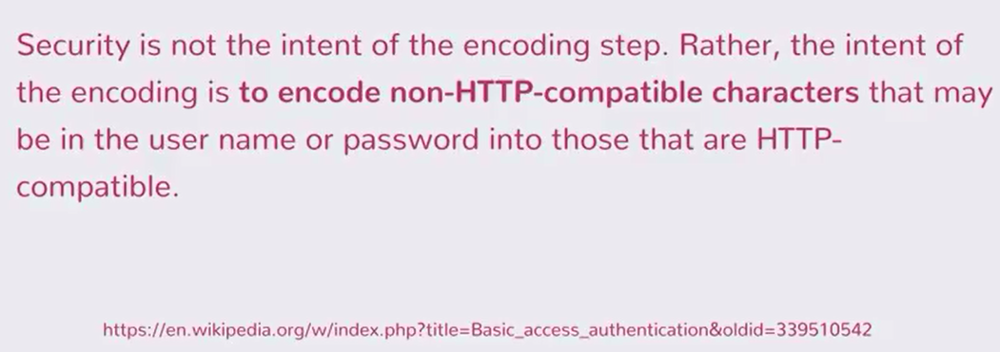 Security is not the intent of the encoding step. Rather, the intent of
the encoding is to encode non-HTTP-compatible characters that may
be in the user name or password into those that are HTTP-
compatible.
https://en.wikipedia.org/w/index.php?title=Basic_access_authentication&oldid=339510542